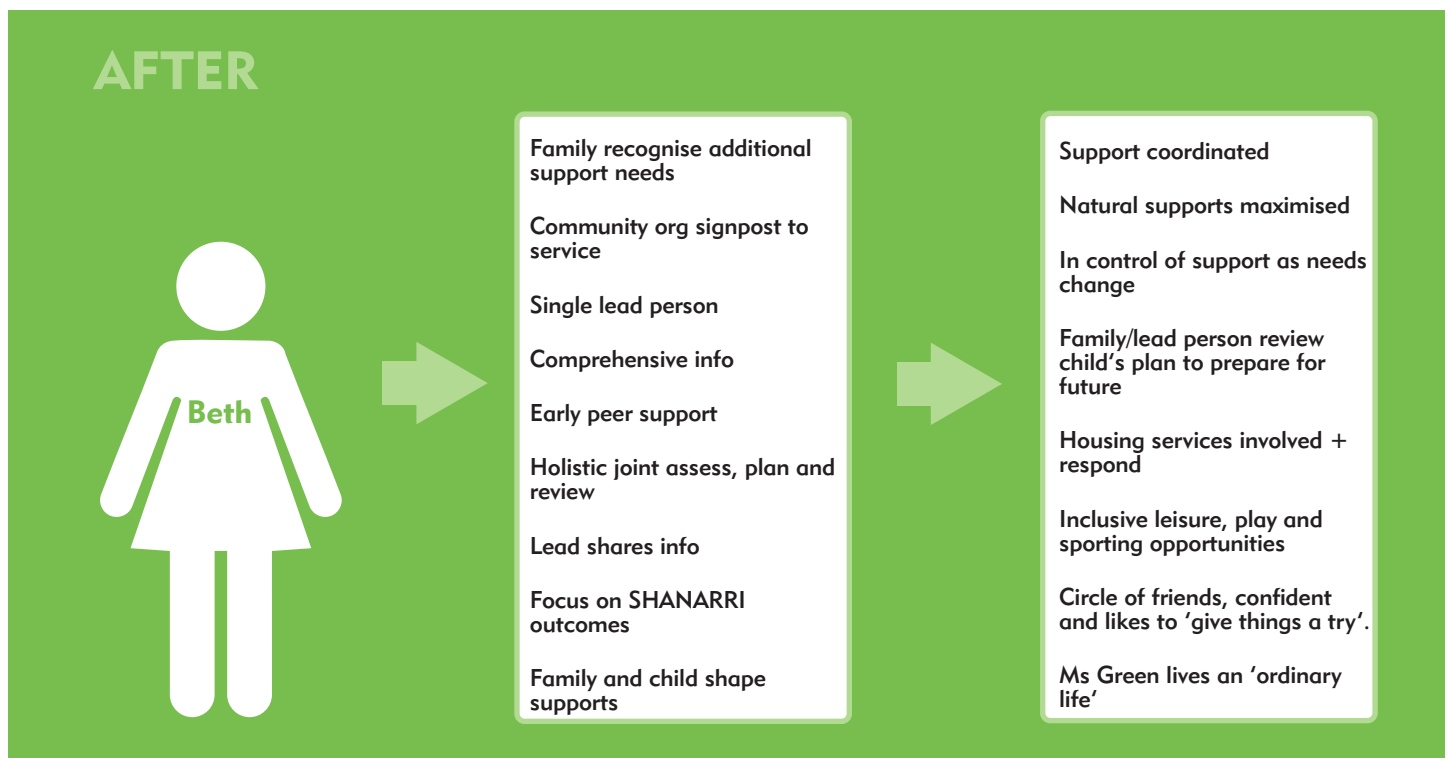 AFTER
Beth
Family recognise additional
support needs
Community org signpost to
service
Single lead person
Comprehensive info
Early peer support
Holistic joint assess, plan and
review
Lead shares info
Focus on SHANARRI
outcomes
Family and child shape
supports
Support coordinated
Natural supports maximised
In control of support as needs
change
Family/lead person review
child’s plan to prepare for
future
Housing services involved +
respond
Inclusive leisure, play and
sporting opportunities
Circle of friends, confident
and likes to ‘give things a try’.
Ms Green lives an ‘ordinary
life’